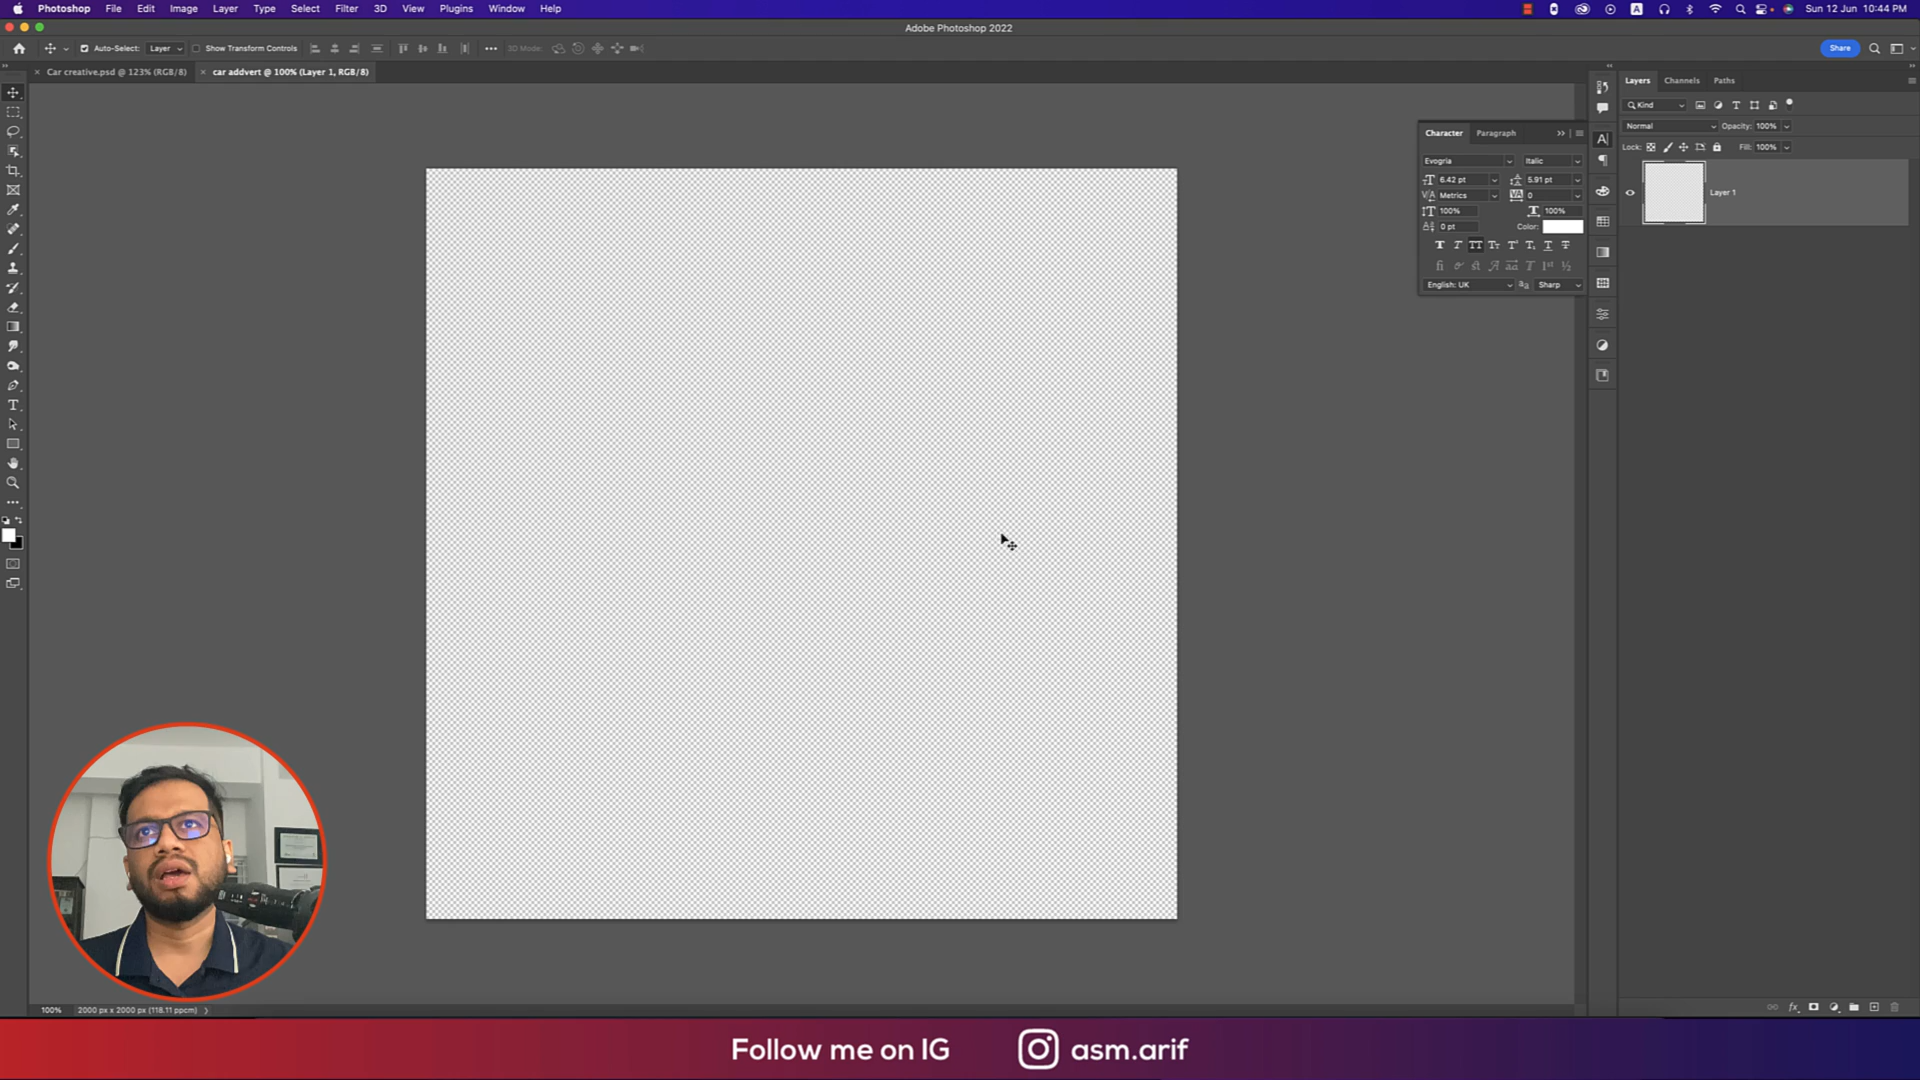 Photoshop File Edit Image Layer Type Select Filter 3D View Plugins Window Help
A
Sun 12 Jun 10:44 PM
Adobe Photoshop 2022
Auto-Select: Layer Show Transform Controls
3D Mode:
Share
Car creative.psd @ 123% (RGB/8)
car addvert @ 100% (Layer 1, RGB/8)
Layers Channels Paths
Kind
Normal Opacity: 100%
Lock: Fill: 100%
Layer 1
Character Paragraph
Evogria Italic
6.42 pt 5.91 pt
Metrics 0
100% 100%
0 pt Color:
English: UK Sharp
100% 2000 px x 2000 px (118.11 ppcm)
Follow me on IG asm.arif